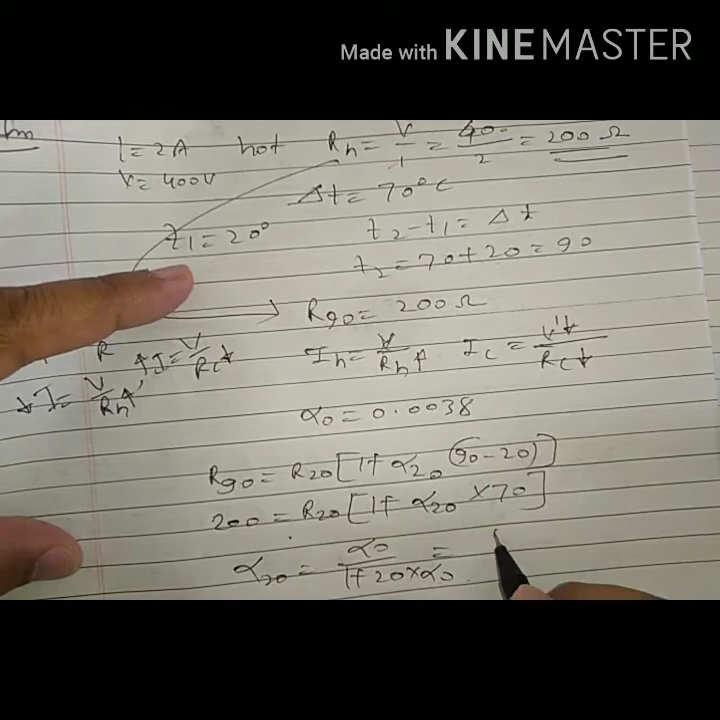 Made with KINEMASTER
I = 2A hot Rh = V/I = 400/2 = 200 Ω
V = 400V
Δt = 70°C
t1 = 20° t2 - t1 = Δt
t2 = 70 + 20 = 90
R90 = 200 Ω
R ↑I = V/Rc↓ Ih = V/Rh↑ Ic = V↓/Rc↓
↓I = V/Rh↑
α0 = 0.0038
R90 = R20[1 + α20 (90 - 20)]
200 = R20[1 + α20 × 70]
α20 = α0/1 + 20×α0 =